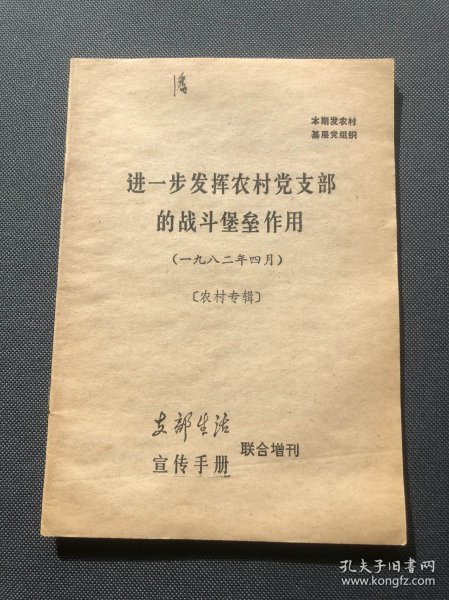 本期发农村
基层党组织
进一步发挥农村党支部
的战斗堡垒作用
(一九八二年四月)
〔农村专辑〕
支部生活
宣传手册
联合增刊
孔夫子旧书网
www.kongfz.com